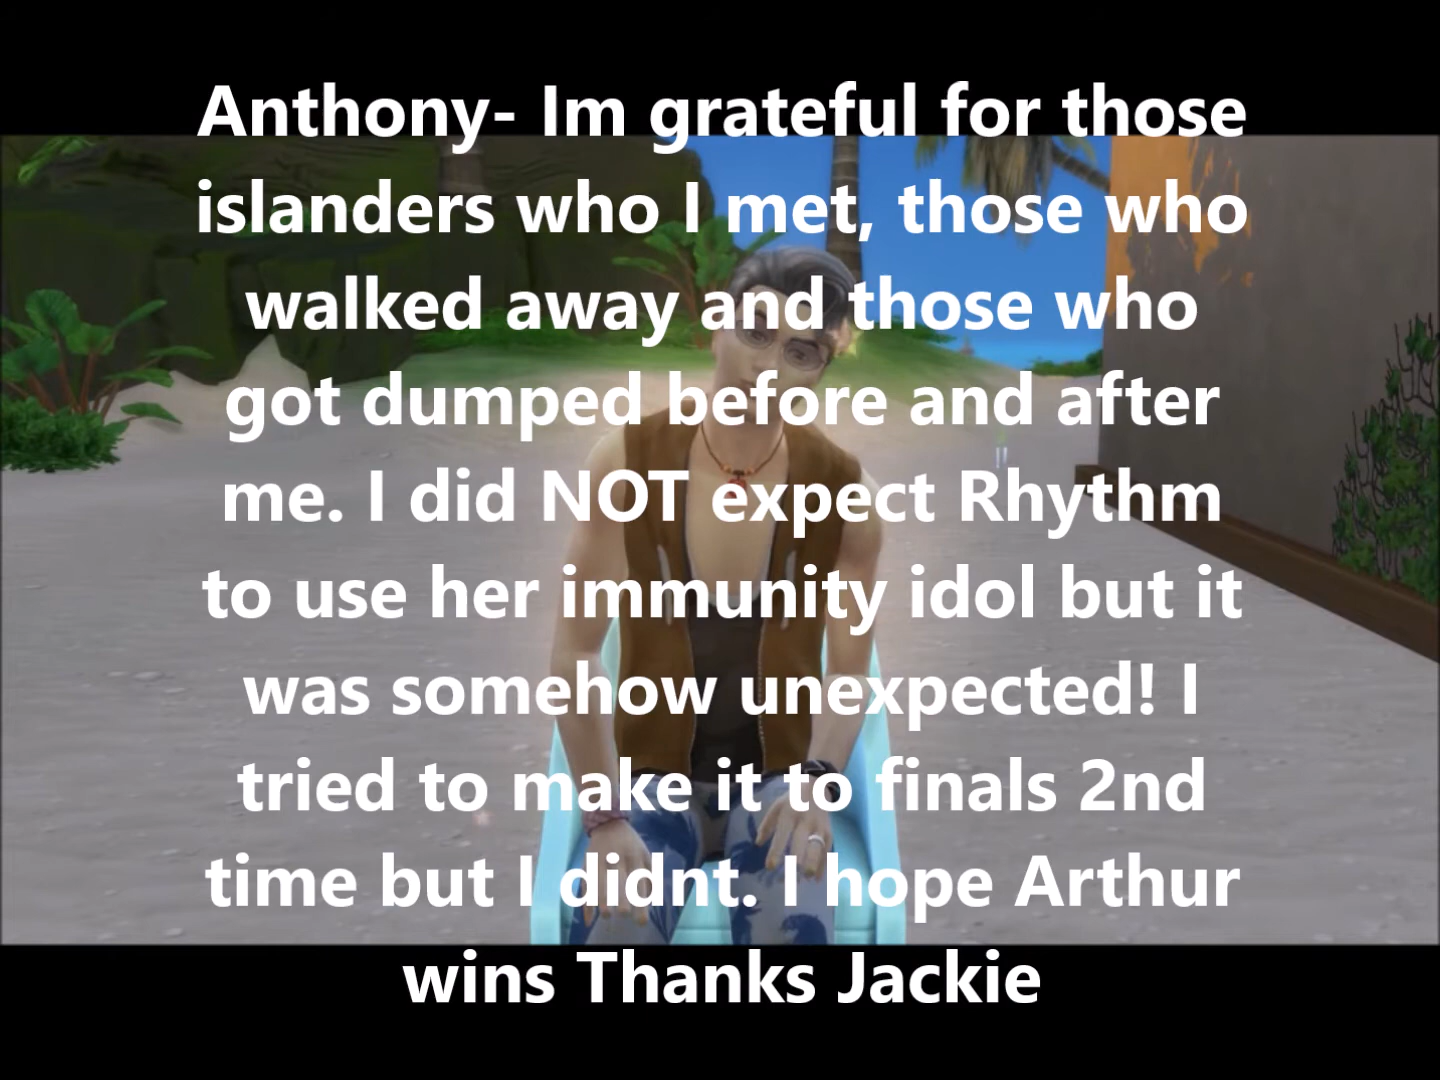 Anthony- Im grateful for those
islanders who I met, those who
walked away and those who
got dumped before and after
me. I did NOT expect Rhythm
to use her immunity idol but it
was somehow unexpected! I
tried to make it to finals 2nd
time but I didnt. I hope Arthur
wins Thanks Jackie